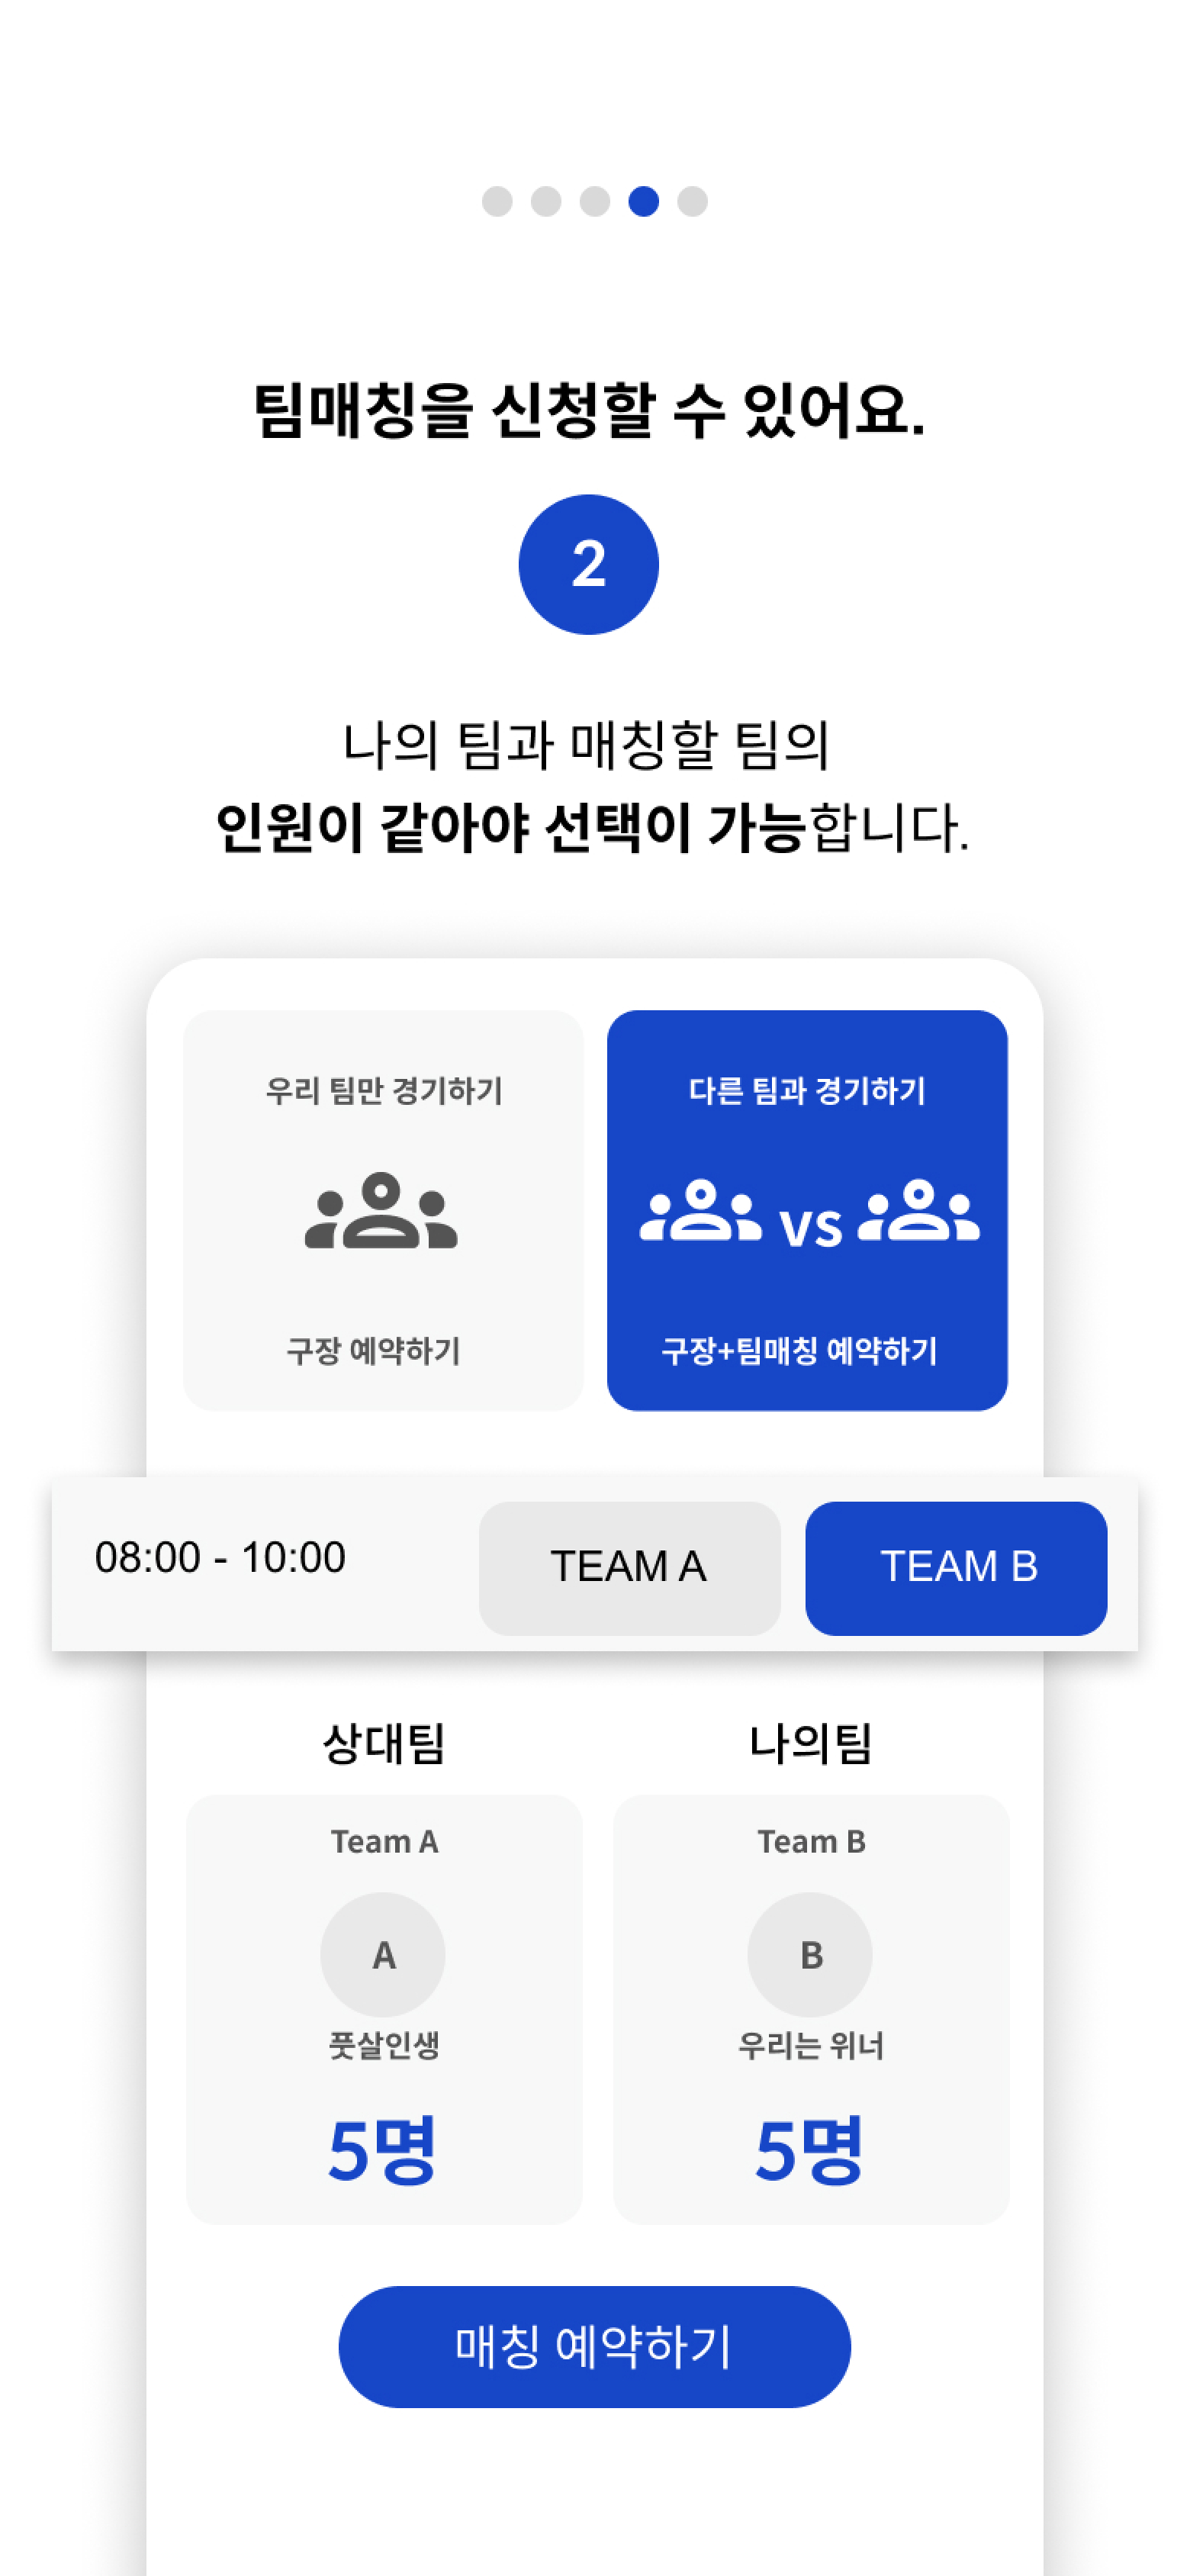 팀매칭을 신청할 수 있어요.
2
나의 팀과 매칭할 팀의
인원이 같아야 선택이 가능합니다.
우리 팀만 경기하기
구장 예약하기
다른 팀과 경기하기
VS
구장+팀매칭 예약하기
08:00 - 10:00
TEAM A
TEAM B
상대팀
Team A
A
풋살인생
5명
나의팀
Team B
B
우리는 위너
5명
매칭 예약하기